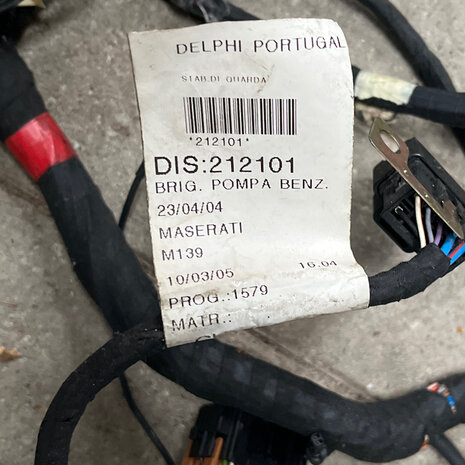 DELPHI PORTUGAL
STAB.DI GUARDA
*212101*
DIS:212101
BRIG. POMPA BENZ.
23/04/04
MASERATI
M139
10/03/05 16.04
PROG.:1579
MATR.: